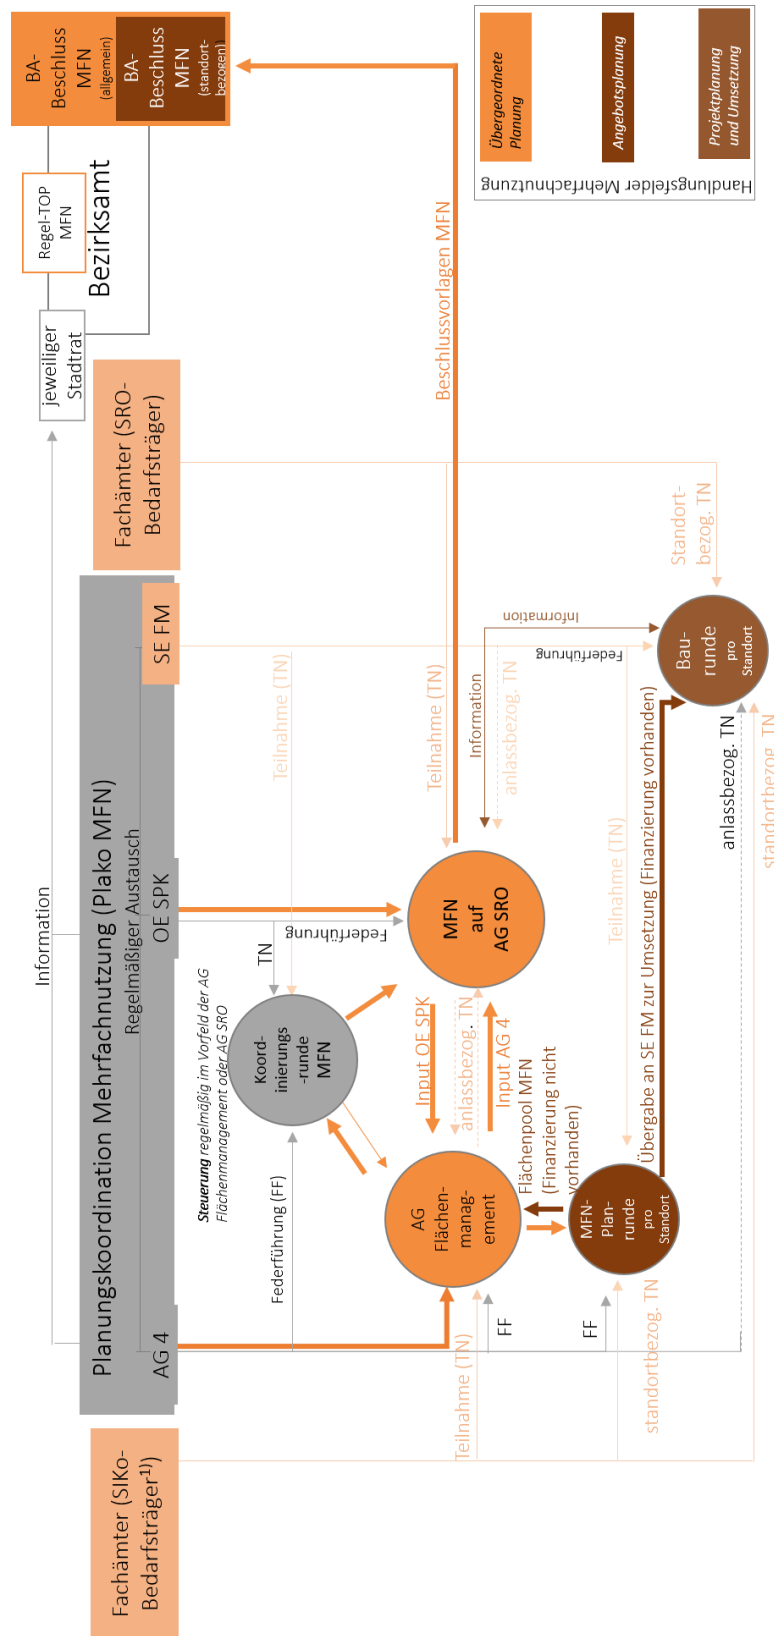 Fachämter (SIKo-
Bedarfsträger¹⁾)
Planungskoordination Mehrfachnutzung (Plako MFN)
Regelmäßiger Austausch
AG 4
OE SPK
SE FM
Fachämter (SRO-
Bedarfsträger)
Information
jeweiliger
Stadtrat
Regel-TOP
MFN
Bezirksamt
BA-
Beschluss
MFN
(allgemein)
BA-
Beschluss
MFN
(standort-
bezogen))
Steuerung regelmäßig im Vorfeld der AG
Flächenmanagement oder AG SRO
Koord-
inierungs
-runde
MFN
Federführung (FF)
TN
Federführung
Teilnahme (TN)
AG
Flächen-
manag-
ement
Input OE SPK
anlassbezog. TN
Input AG 4
MFN
auf
AG SRO
Teilnahme (TN)
Information
anlassbezog. TN
Information
Federführung
Beschlussvorlagen MFN
Teilnahme (TN)
FF
FF
Flächenpool MFN
(Finanzierung nicht
vorhanden)
MFN-
Plan-
runde
pro
Standort
standortbezog. TN
Teilnahme (TN)
Übergabe an SE FM zur Umsetzung (Finanzierung vorhanden)
Bau-
runde
pro
Standort
Standort-
bezog. TN
anlassbezog. TN
standortbezog. TN
Handlungsfelder Mehrfachnutzung
Übergeordnete
Planung
Angebotsplanung
Projektplanung
und Umsetzung